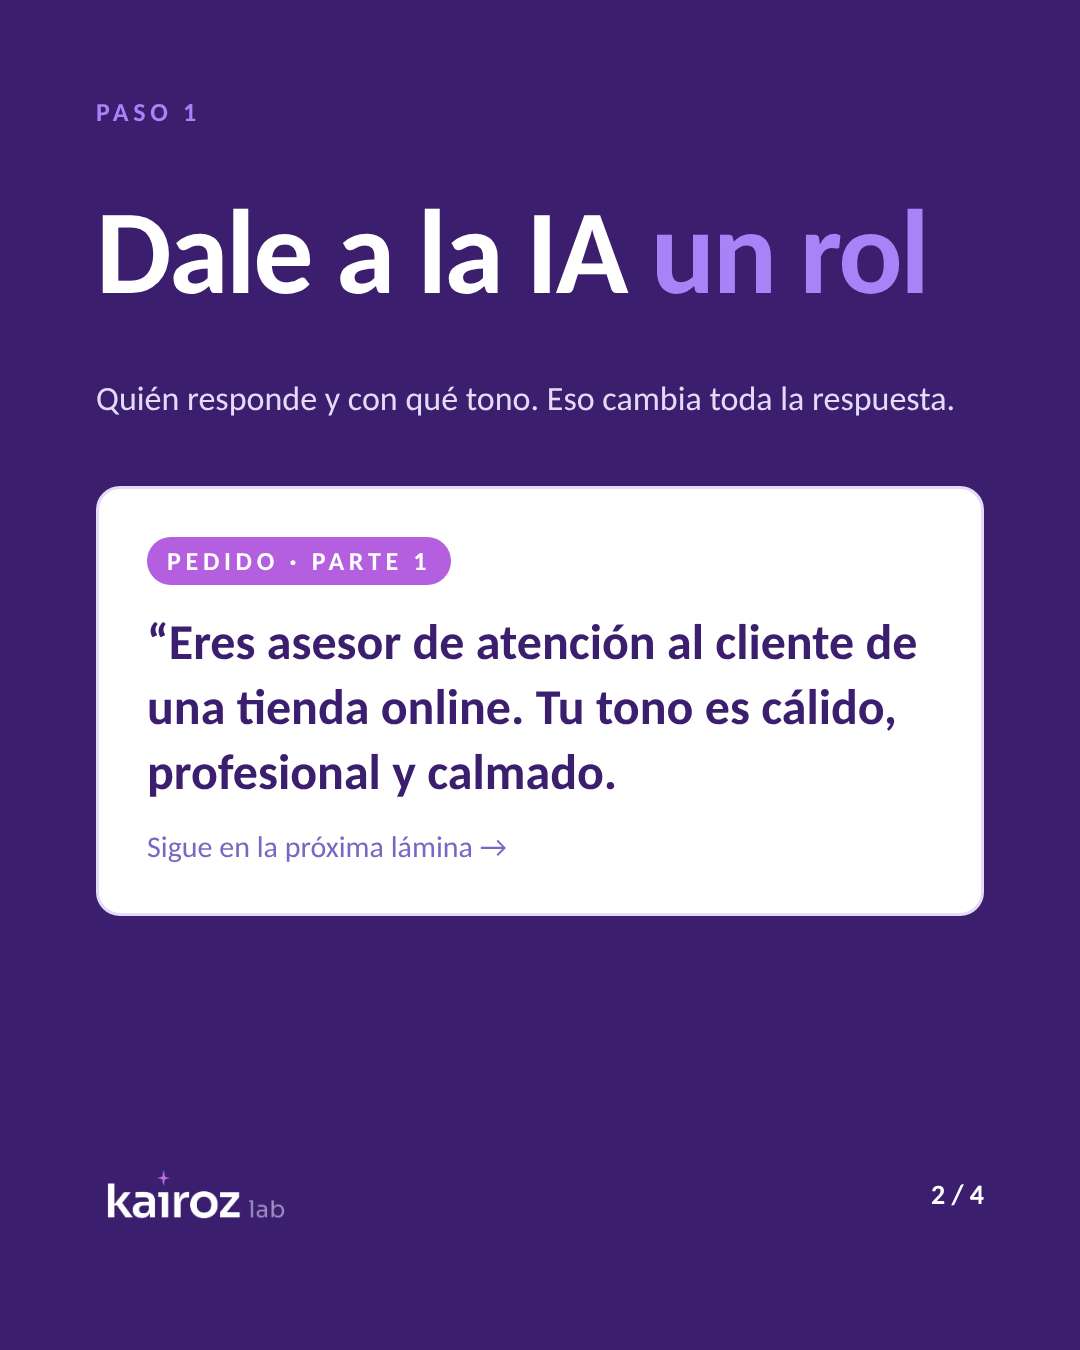 PASO 1
Dale a la IA un rol
Quién responde y con qué tono. Eso cambia toda la respuesta.
PEDIDO · PARTE 1
“Eres asesor de atención al cliente de
una tienda online. Tu tono es cálido,
profesional y calmado.
Sigue en la próxima lámina →
kairoz lab
2 / 4